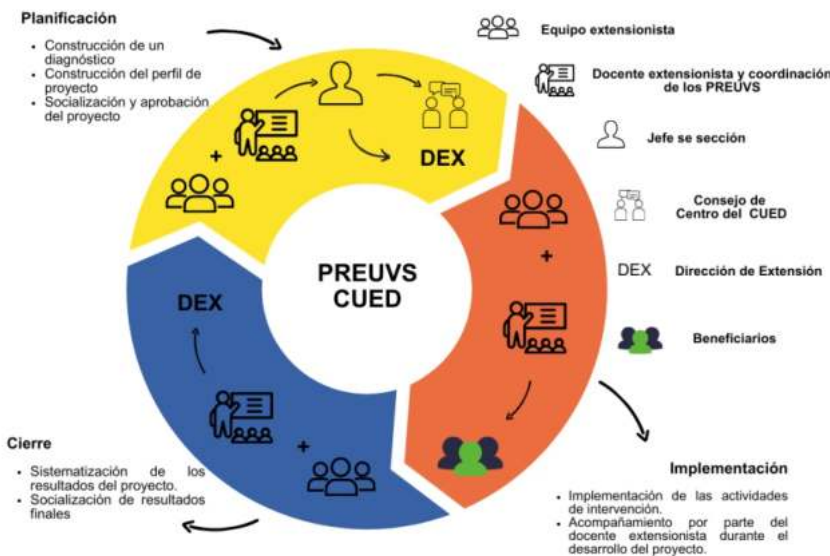 Planificación
• Construcción de un
diagnóstico
• Construcción del perfil de
proyecto
• Socialización y aprobación
del proyecto
Equipo extensionista
Docente extensionista y coordinación
de los PREUVS
Jefe se sección
Consejo de
Centro del CUED
DEX
Dirección de Extensión
Beneficiarios
+
DEX
+
PREUVS
CUED
DEX
+
Cierre
• Sistematización de los
resultados del proyecto.
• Socialización de resultados
finales
Implementación
• Implementación de las actividades
de intervención.
• Acompañamiento por parte del
docente extensionista durante el
desarrollo del proyecto.